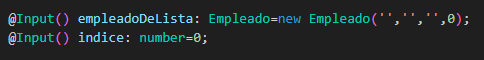 @Input() empleadoDeLista: Empleado=new Empleado('','','',0);
@Input() indice: number=0;